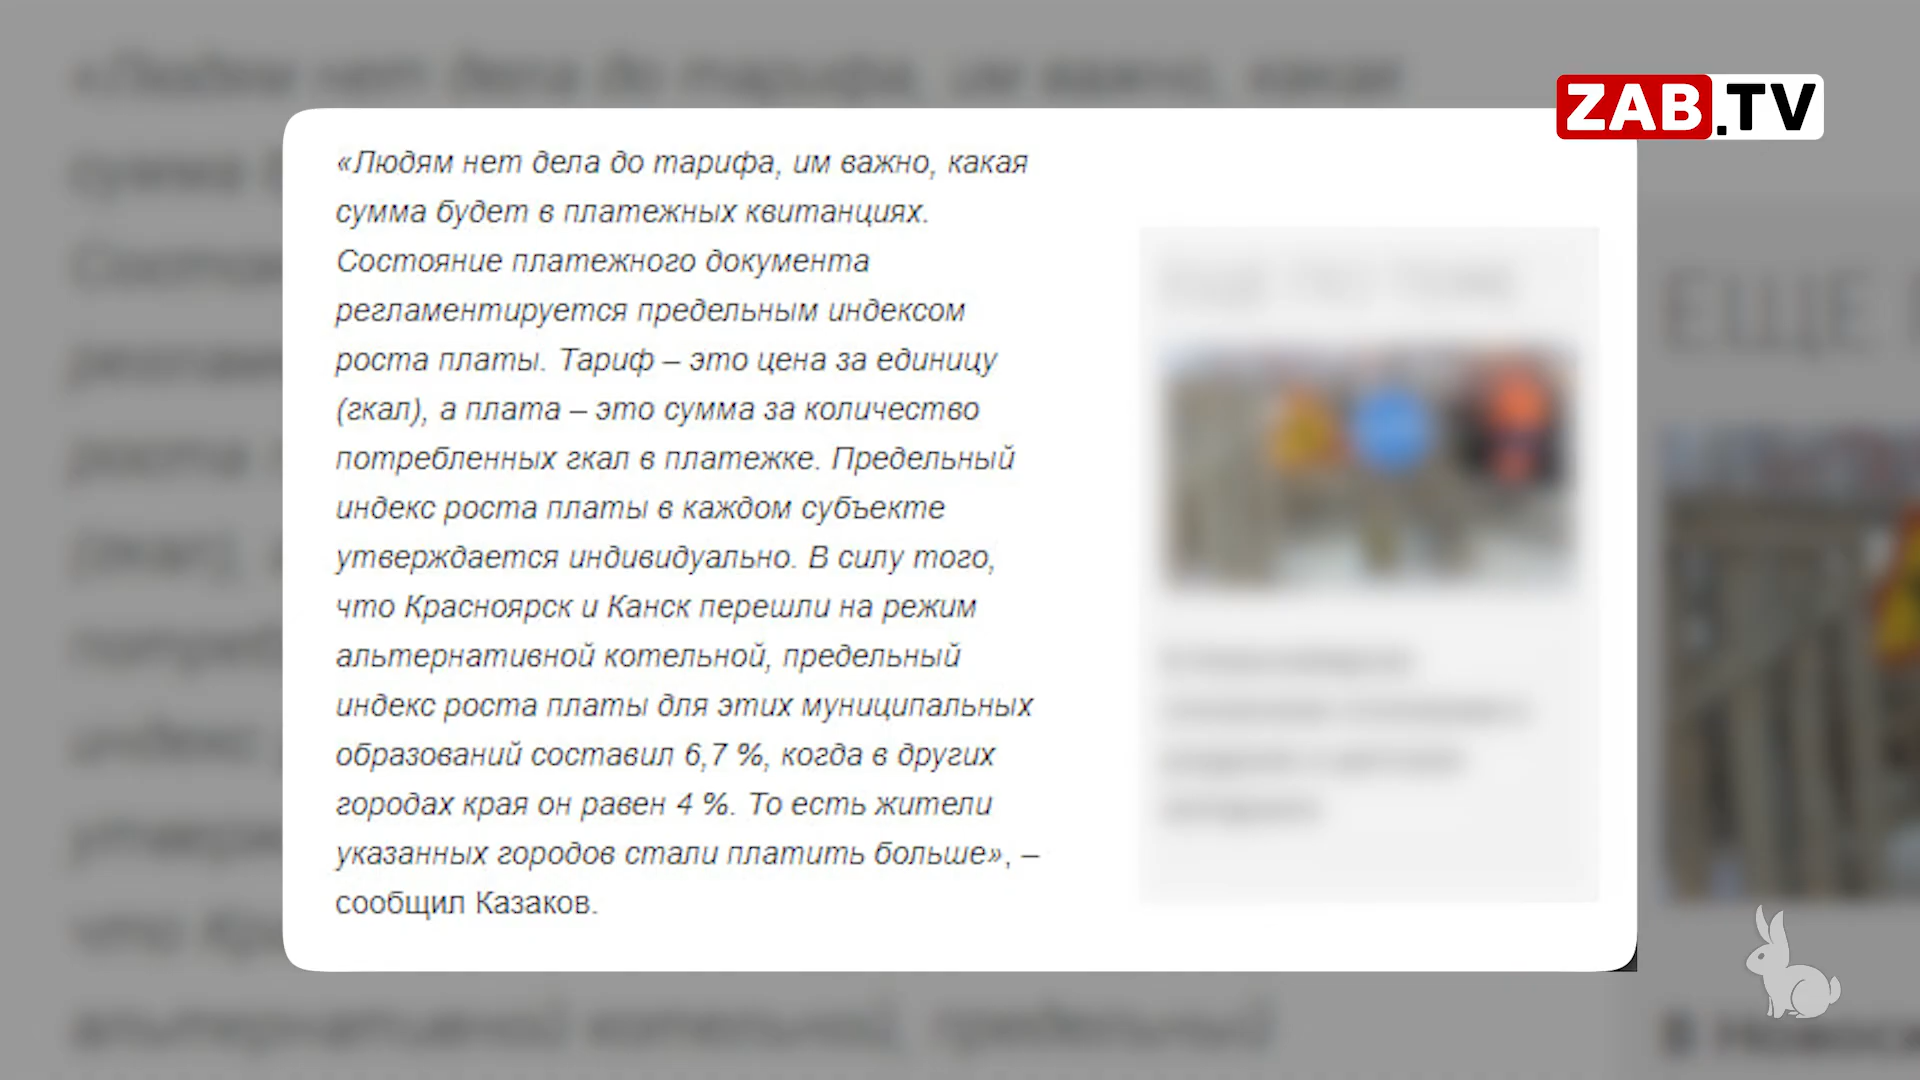 ZAB.TV
«Людям нет дела до тарифа, им важно, какая
сумма будет в платежных квитанциях.
Состояние платежного документа
регламентируется предельным индексом
роста платы. Тариф – это цена за единицу
(гкал), а плата – это сумма за количество
потребленных гкал в платежке. Предельный
индекс роста платы в каждом субъекте
утверждается индивидуально. В силу того,
что Красноярск и Канск перешли на режим
альтернативной котельной, предельный
индекс роста платы для этих муниципальных
образований составил 6,7 %, когда в других
городах края он равен 4 %. То есть жители
указанных городов стали платить больше», –
сообщил Казаков.